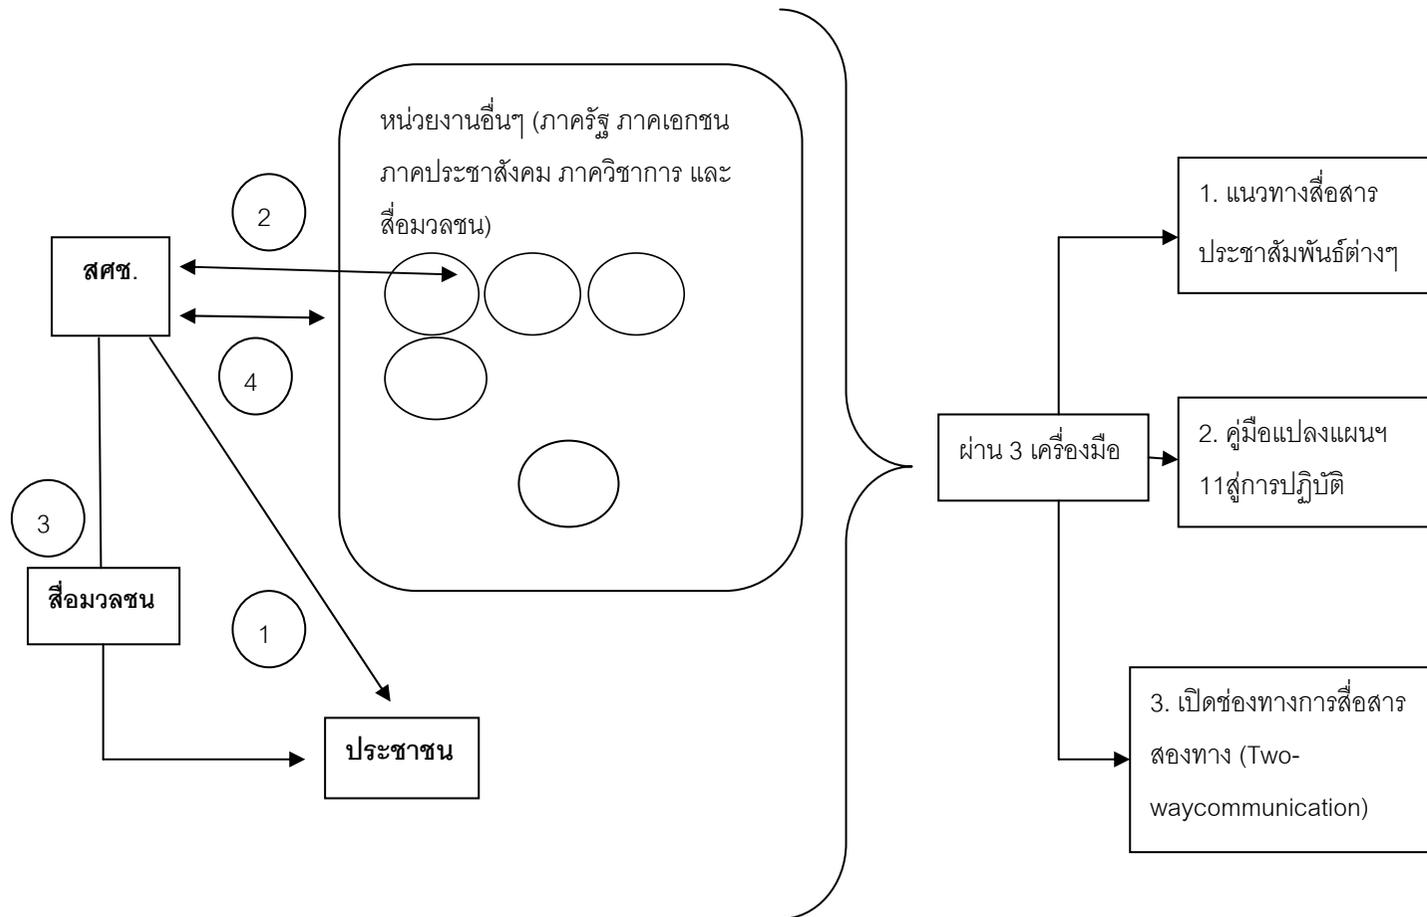 หน่วยงานอื่นๆ (ภาครัฐ ภาคเอกชน
ภาคประชาสังคม ภาควิชาการ และ
สื่อมวลชน)
2
สศช.
4
3
สื่อมวลชน
1
ประชาชน
ผ่าน 3 เครื่องมือ
1. แนวทางสื่อสาร
ประชาสัมพันธ์ต่างๆ
2. คู่มือแปลงแผนฯ
11สู่การปฏิบัติ
3. เปิดช่องทางการสื่อสาร
สองทาง (Two-
waycommunication)